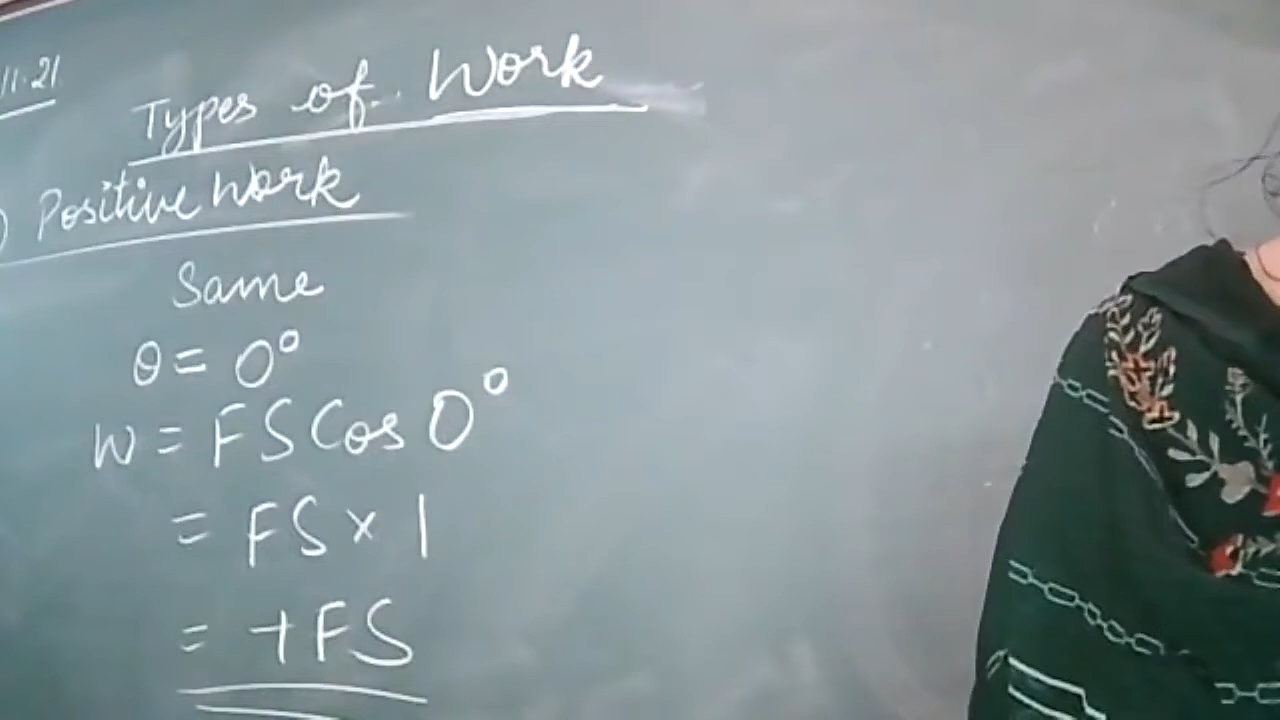 11.21
Types of Work
) Positive Work
Same
θ = 0°
W = FS Cos 0°
= FS × 1
= +FS